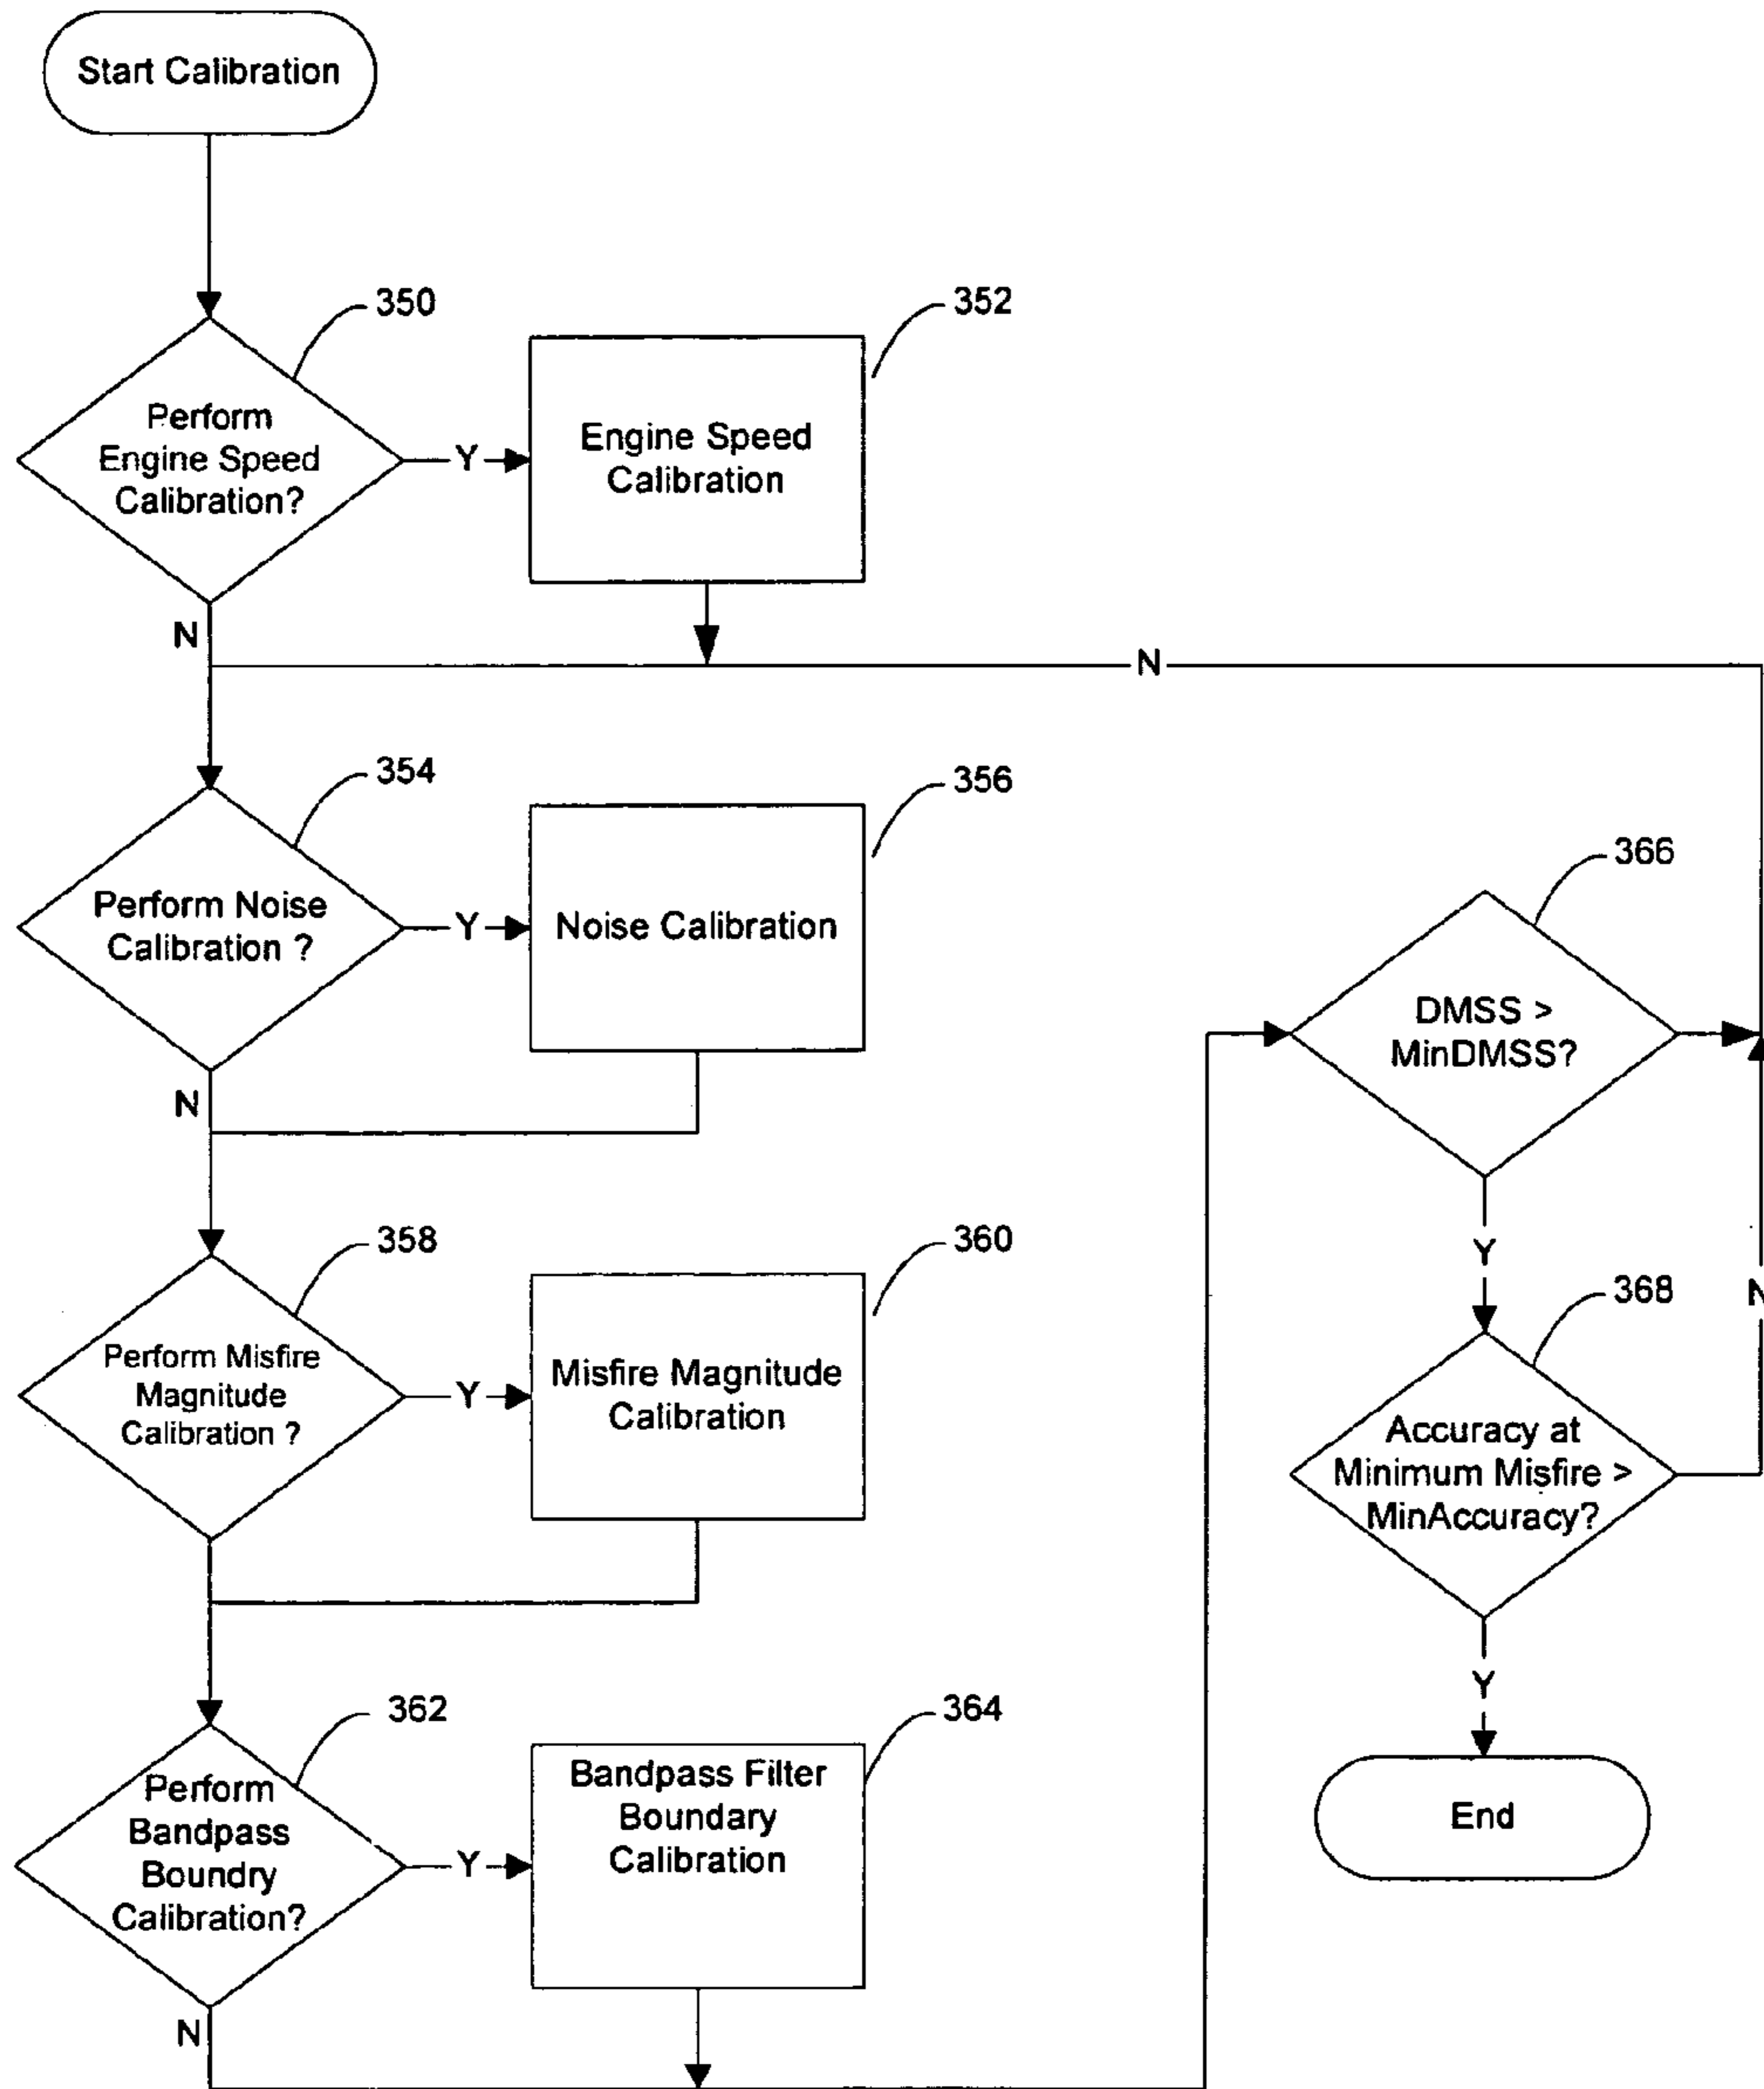 Start Calibration
350
Perform
Engine Speed
Calibration?
Y
352
Engine Speed
Calibration
N
N
354
Perform Noise
Calibration ?
Y
356
Noise Calibration
N
358
Perform Misfire
Magnitude
Calibration ?
Y
360
Misfire Magnitude
Calibration
362
Perform
Bandpass
Boundry
Calibration?
Y
364
Bandpass Filter
Boundary
Calibration
N
366
DMSS >
MinDMSS?
Y
368
Accuracy at
Minimum Misfire >
MinAccuracy?
N
Y
End